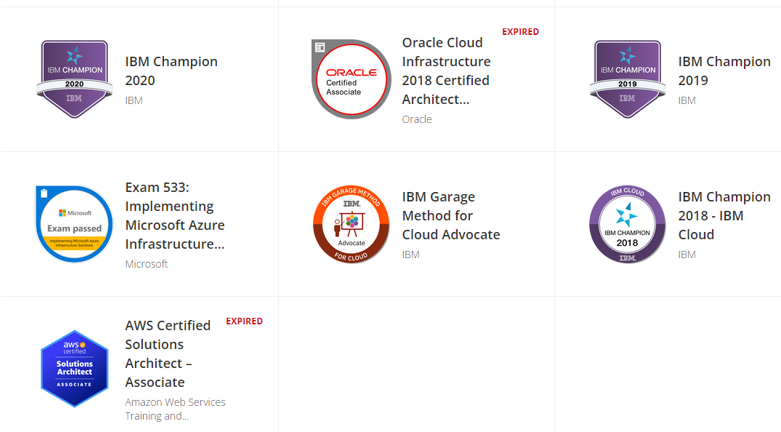 IBM CHAMPION
2020
IBM
IBM Champion
2020
IBM
EXPIRED
ORACLE
Certified
Associate
Oracle Cloud
Infrastructure
2018 Certified
Architect...
Oracle
IBM CHAMPION
2019
IBM
IBM Champion
2019
IBM
Microsoft
Exam passed
Implementing Microsoft Azure
Infrastructure Solutions
Exam 533:
Implementing
Microsoft Azure
Infrastructure...
Microsoft
IBM GARAGE METHOD
IBM
Advocate
FOR CLOUD
IBM Garage
Method for
Cloud Advocate
IBM
IBM CLOUD
IBM CHAMPION
2018
IBM
IBM Champion
2018 - IBM
Cloud
IBM
EXPIRED
aws
certified
Solutions
Architect
ASSOCIATE
AWS Certified
Solutions
Architect –
Associate
Amazon Web Services
Training and...